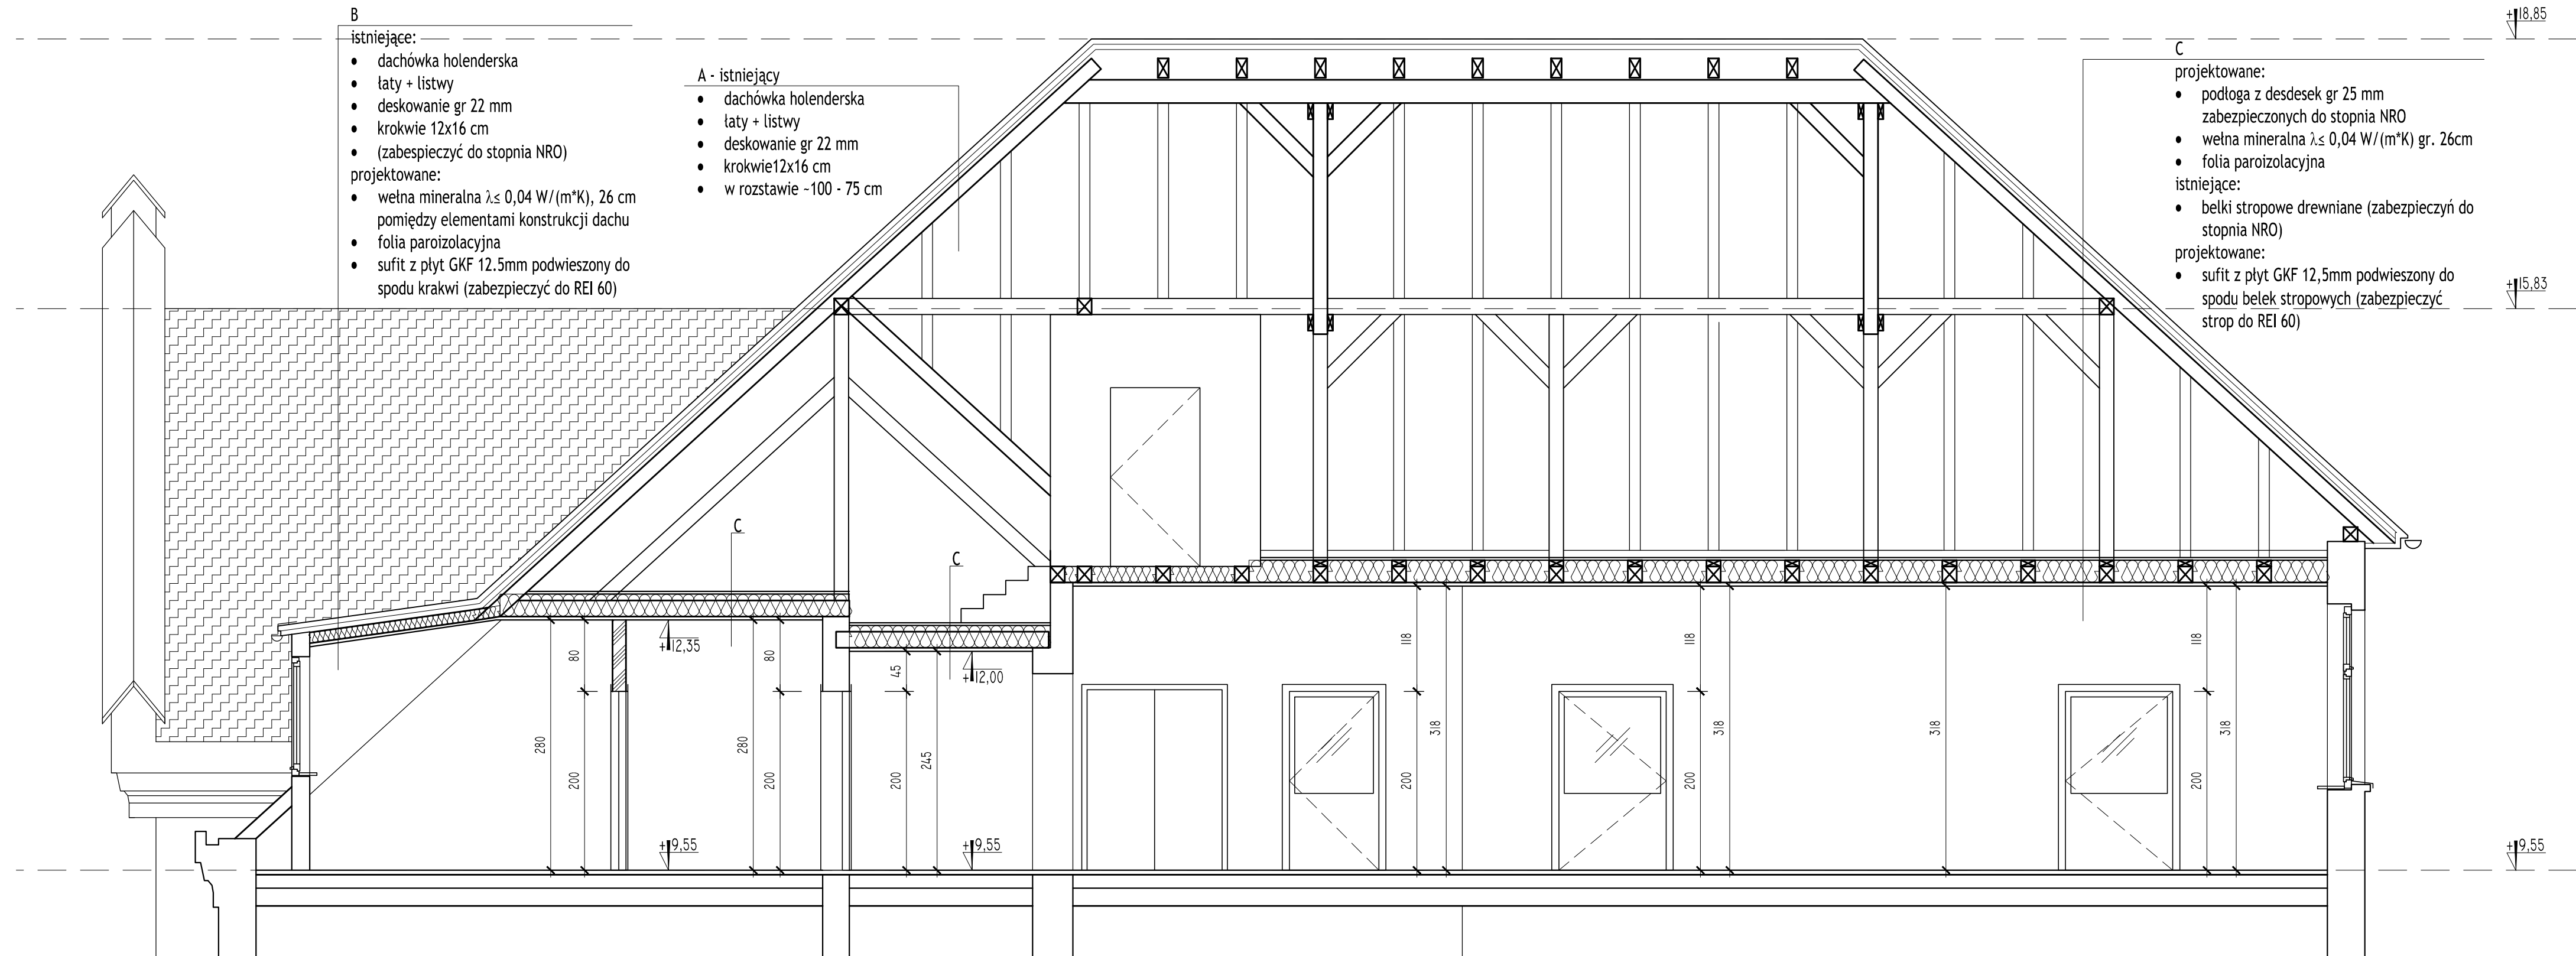 B
istniejące:
• dachówka holenderska
• łaty + listwy
• deskowanie gr 22 mm
• krokwie 12x16 cm
• (zabespieczyć do stopnia NRO)
projektowane:
• wełna mineralna λ≤ 0,04 W/(m*K), 26 cm
pomiędzy elementami konstrukcji dachu
• folia paroizolacyjna
• sufit z płyt GKF 12.5mm podwieszony do
spodu krakwi (zabezpieczyć do REI 60)
A - istniejący
• dachówka holenderska
• łaty + listwy
• deskowanie gr 22 mm
• krokwie12x16 cm
• w rozstawie ~100 - 75 cm
C
projektowane:
• podłoga z desdesek gr 25 mm
zabezpieczonych do stopnia NRO
• wełna mineralna λ≤ 0,04 W/(m*K) gr. 26cm
• folia paroizolacyjna
istniejące:
• belki stropowe drewniane (zabezpieczyń do
stopnia NRO)
projektowane:
• sufit z płyt GKF 12,5mm podwieszony do
spodu belek stropowych (zabezpieczyć
strop do REI 60)
+18,85
+15,83
+9,55
C
C
+12,35
+12,00
+9,55
+9,55
280
80
200
280
80
200
45
200
245
118
200
318
118
200
318
318
118
200
318